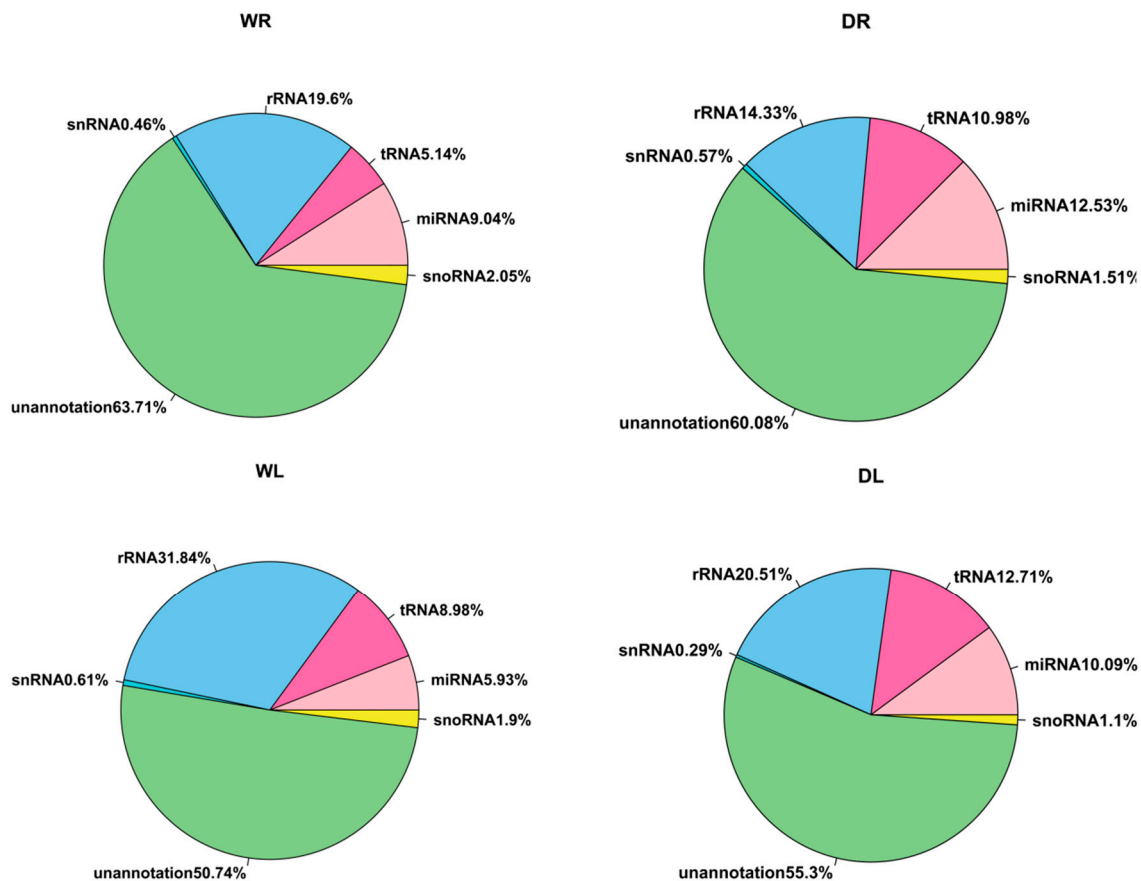 WR
rRNA19.6%
snRNA0.46%
tRNA5.14%
miRNA9.04%
snoRNA2.05%
unannotation63.71%
DR
rRNA14.33%
tRNA10.98%
snRNA0.57%
miRNA12.53%
snoRNA1.51%
unannotation60.08%
WL
rRNA31.84%
tRNA8.98%
snRNA0.61%
miRNA5.93%
snoRNA1.9%
unannotation50.74%
DL
rRNA20.51%
tRNA12.71%
snRNA0.29%
miRNA10.09%
snoRNA1.1%
unannotation55.3%